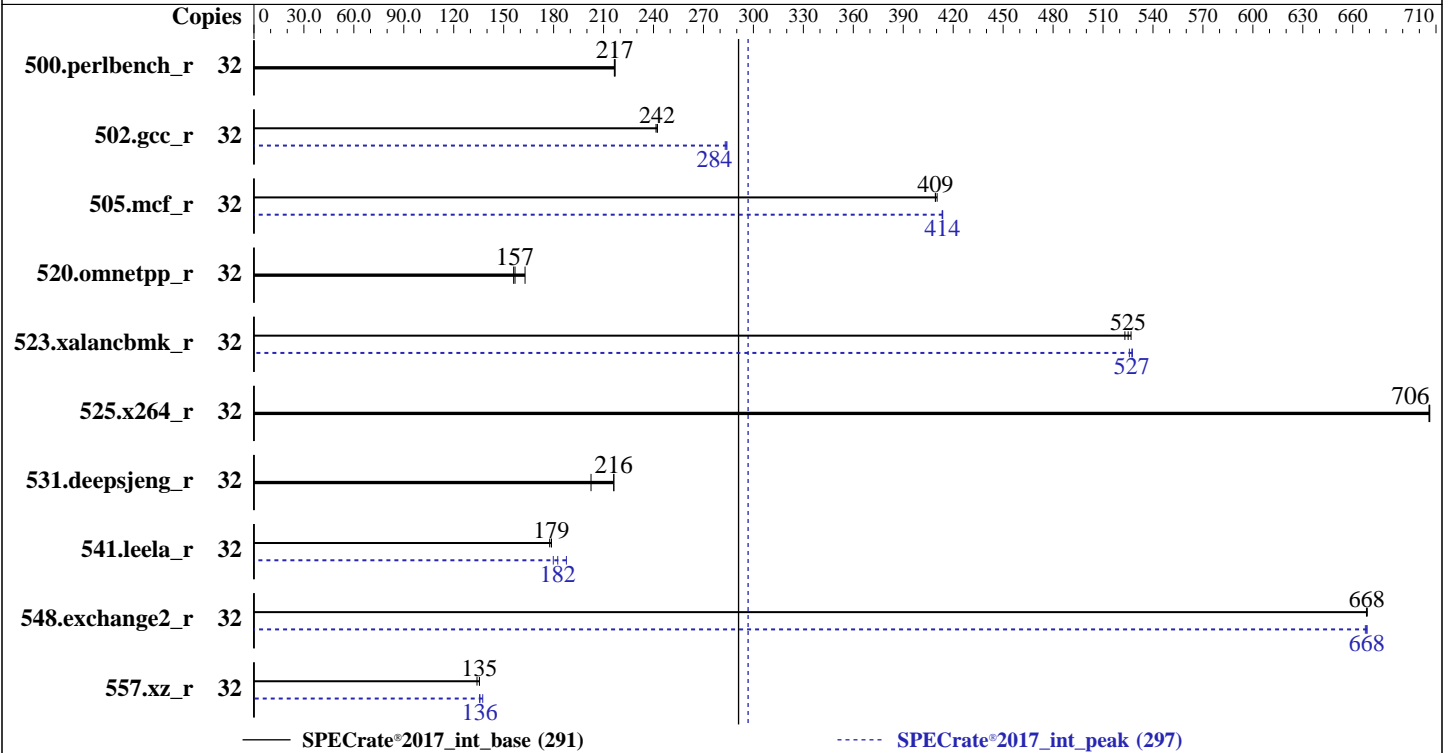 Copies 0 30.0 60.0 90.0 120 150 180 210 240 270 300 330 360 390 420 450 480 510 540 570 600 630 660 710
217
500.perlbench_r 32
242
502.gcc_r 32
284
409
505.mcf_r 32
414
157
520.omnetpp_r 32
525
523.xalancbmk_r 32
527
706
525.x264_r 32
216
531.deepsjeng_r 32
179
541.leela_r 32
182
668
548.exchange2_r 32
668
135
557.xz_r 32
136
SPECrate®2017_int_base (291) SPECrate®2017_int_peak (297)